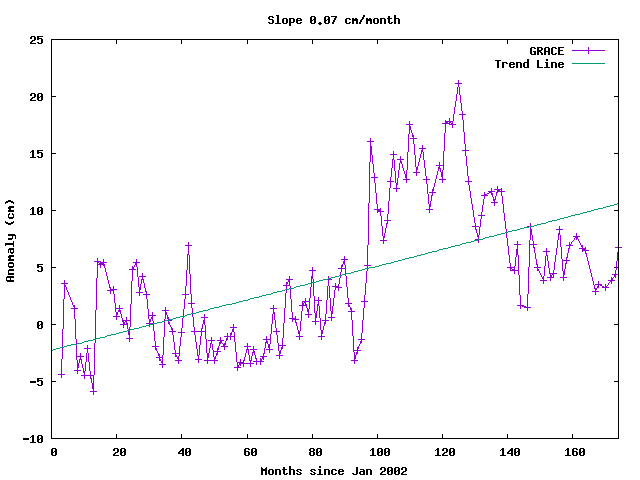 Slope 0.07 cm/month
GRACE
Trend Line
25
20
15
10
5
0
-5
-10
Anomaly (cm)
0 20 40 60 80 100 120 140 160
Months since Jan 2002